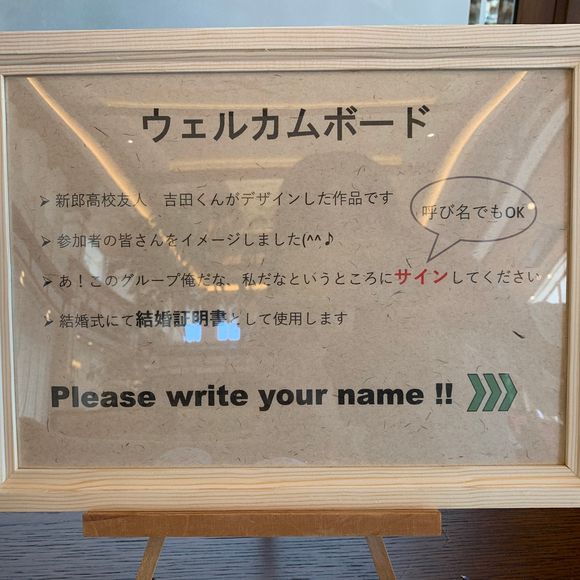 ウェルカムボード
➤ 新郎高校友人　吉田くんがデザインした作品です
呼び名でもOK
➤ 参加者の皆さんをイメージしました(^^♪
➤ あ！このグループ俺だな、私だなというところにサインしてください
➤ 結婚式にて結婚証明書として使用します
Please write your name !!